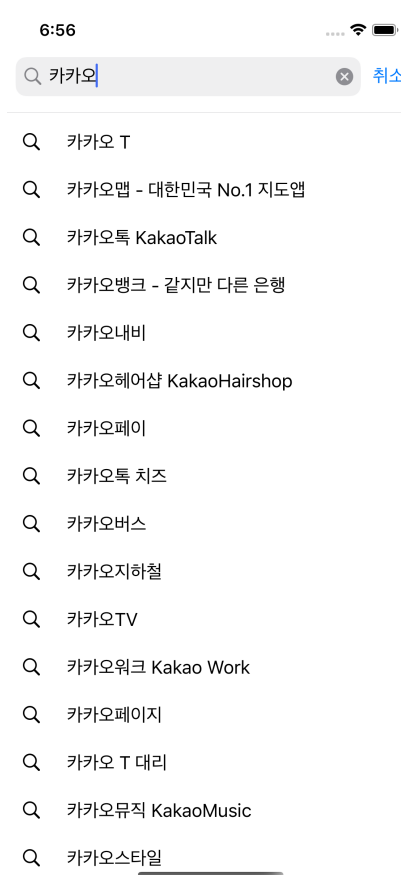 6:56
카카오
취소
카카오 T
카카오맵 - 대한민국 No.1 지도앱
카카오톡 KakaoTalk
카카오뱅크 - 같지만 다른 은행
카카오내비
카카오헤어샵 KakaoHairshop
카카오페이
카카오톡 치즈
카카오버스
카카오지하철
카카오TV
카카오워크 Kakao Work
카카오페이지
카카오 T 대리
카카오뮤직 KakaoMusic
카카오스타일